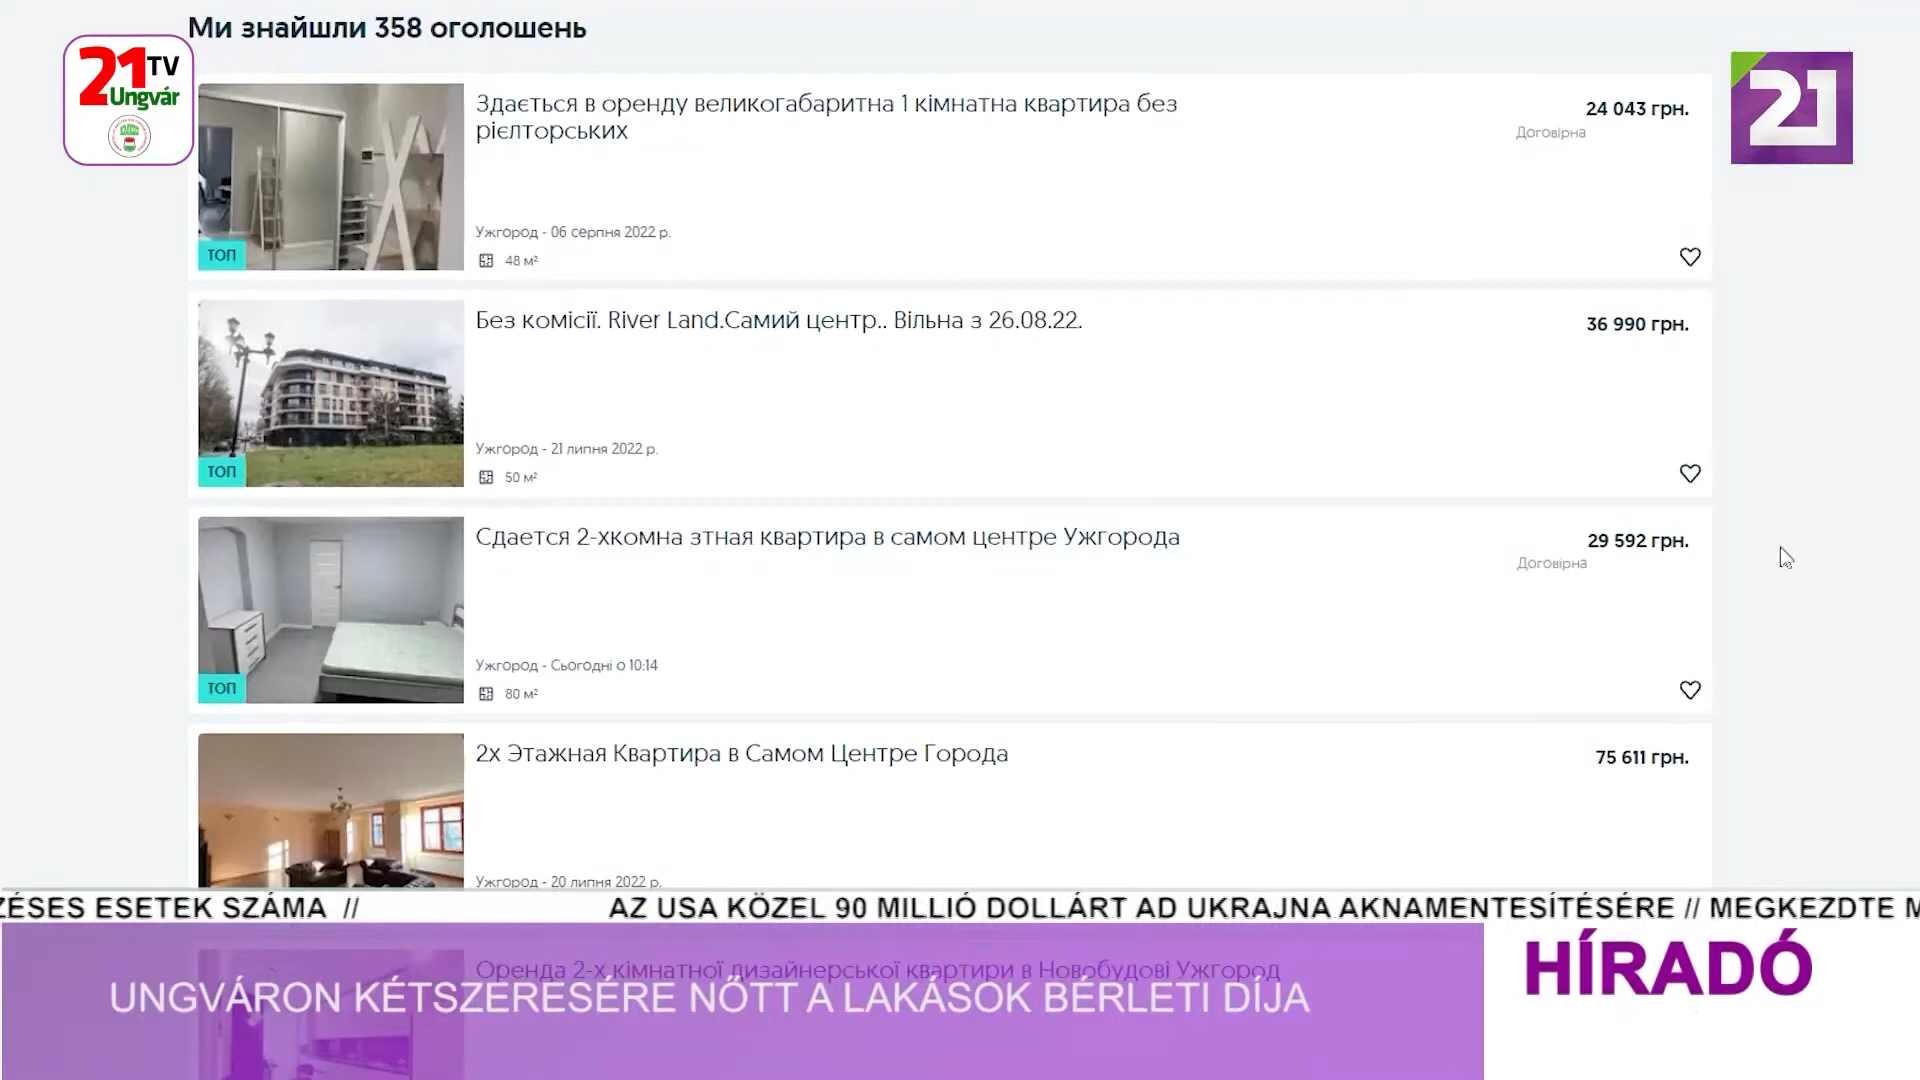 Ми знайшли 358 оголошень
21 TV
Ungvár
21
Здається в оренду великогабаритна 1 кімнатна квартира без
рієлторських
24 043 грн.
Договірна
Ужгород - 06 серпня 2022 р.
48 м²
ТОП
Без комісії. River Land.Самий центр.. Вільна з 26.08.22.
36 990 грн.
Ужгород - 21 липня 2022 р.
50 м²
ТОП
Сдается 2-хкомна зтная квартира в самом центре Ужгорода
29 592 грн.
Договірна
Ужгород - Сьогодні о 10:14
80 м²
ТОП
2х Этажная Квартира в Самом Центре Города
75 611 грн.
Ужгород - 20 липня 2022 р.
ZÉSES ESETEK SZÁMA // AZ USA KÖZEL 90 MILLIÓ DOLLÁRT AD UKRAJNA AKNAMENTESÍTÉSÉRE // MEGKEZDTE M
Оренда 2-х кімнатної дизайнерської квартири в Новобудові Ужгород
UNGVÁRON KÉTSZERESÉRE NŐTT A LAKÁSOK BÉRLETI DÍJA
HÍRADÓ